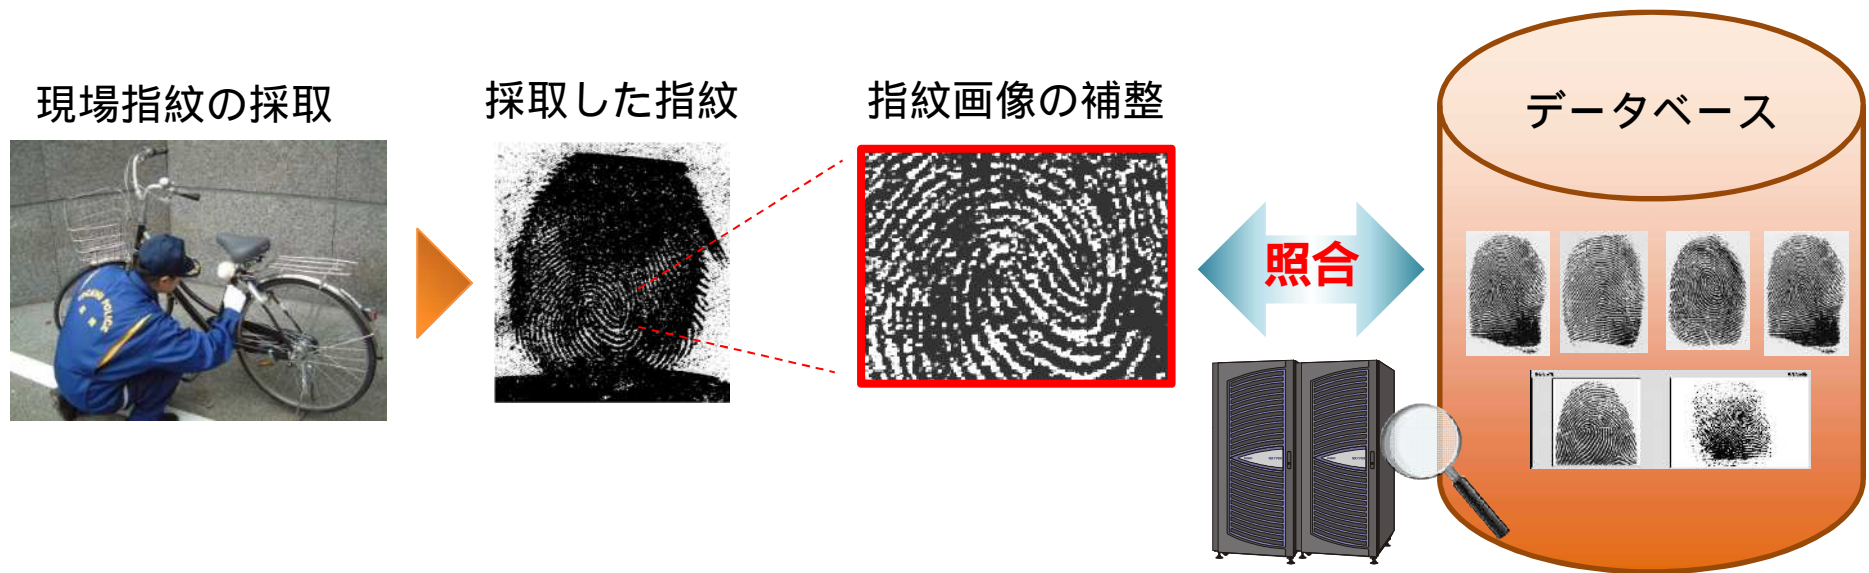 現場指紋の採取
採取した指紋
指紋画像の補整
データベース
照合